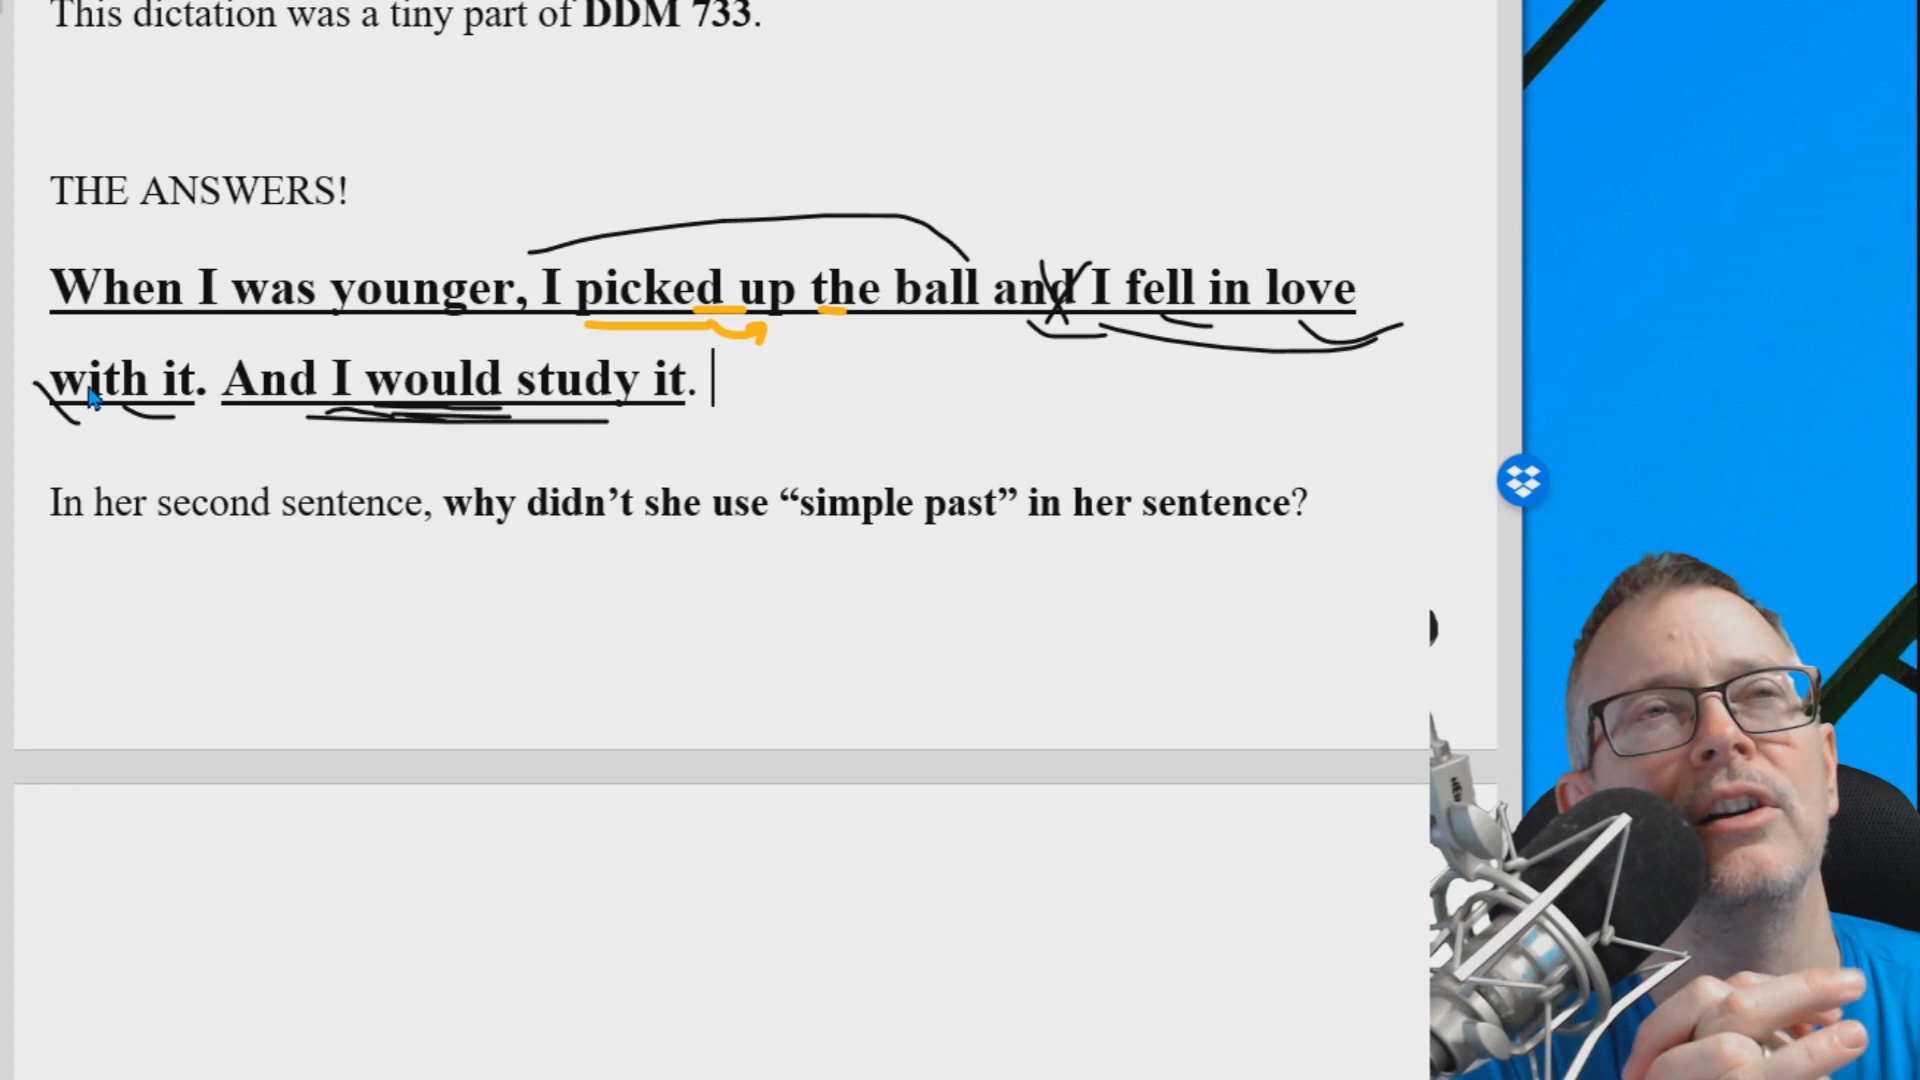 This dictation was a tiny part of DDM 733.
THE ANSWERS!
When I was younger, I picked up the ball and I fell in love
with it. And I would study it.
In her second sentence, why didn’t she use “simple past” in her sentence?